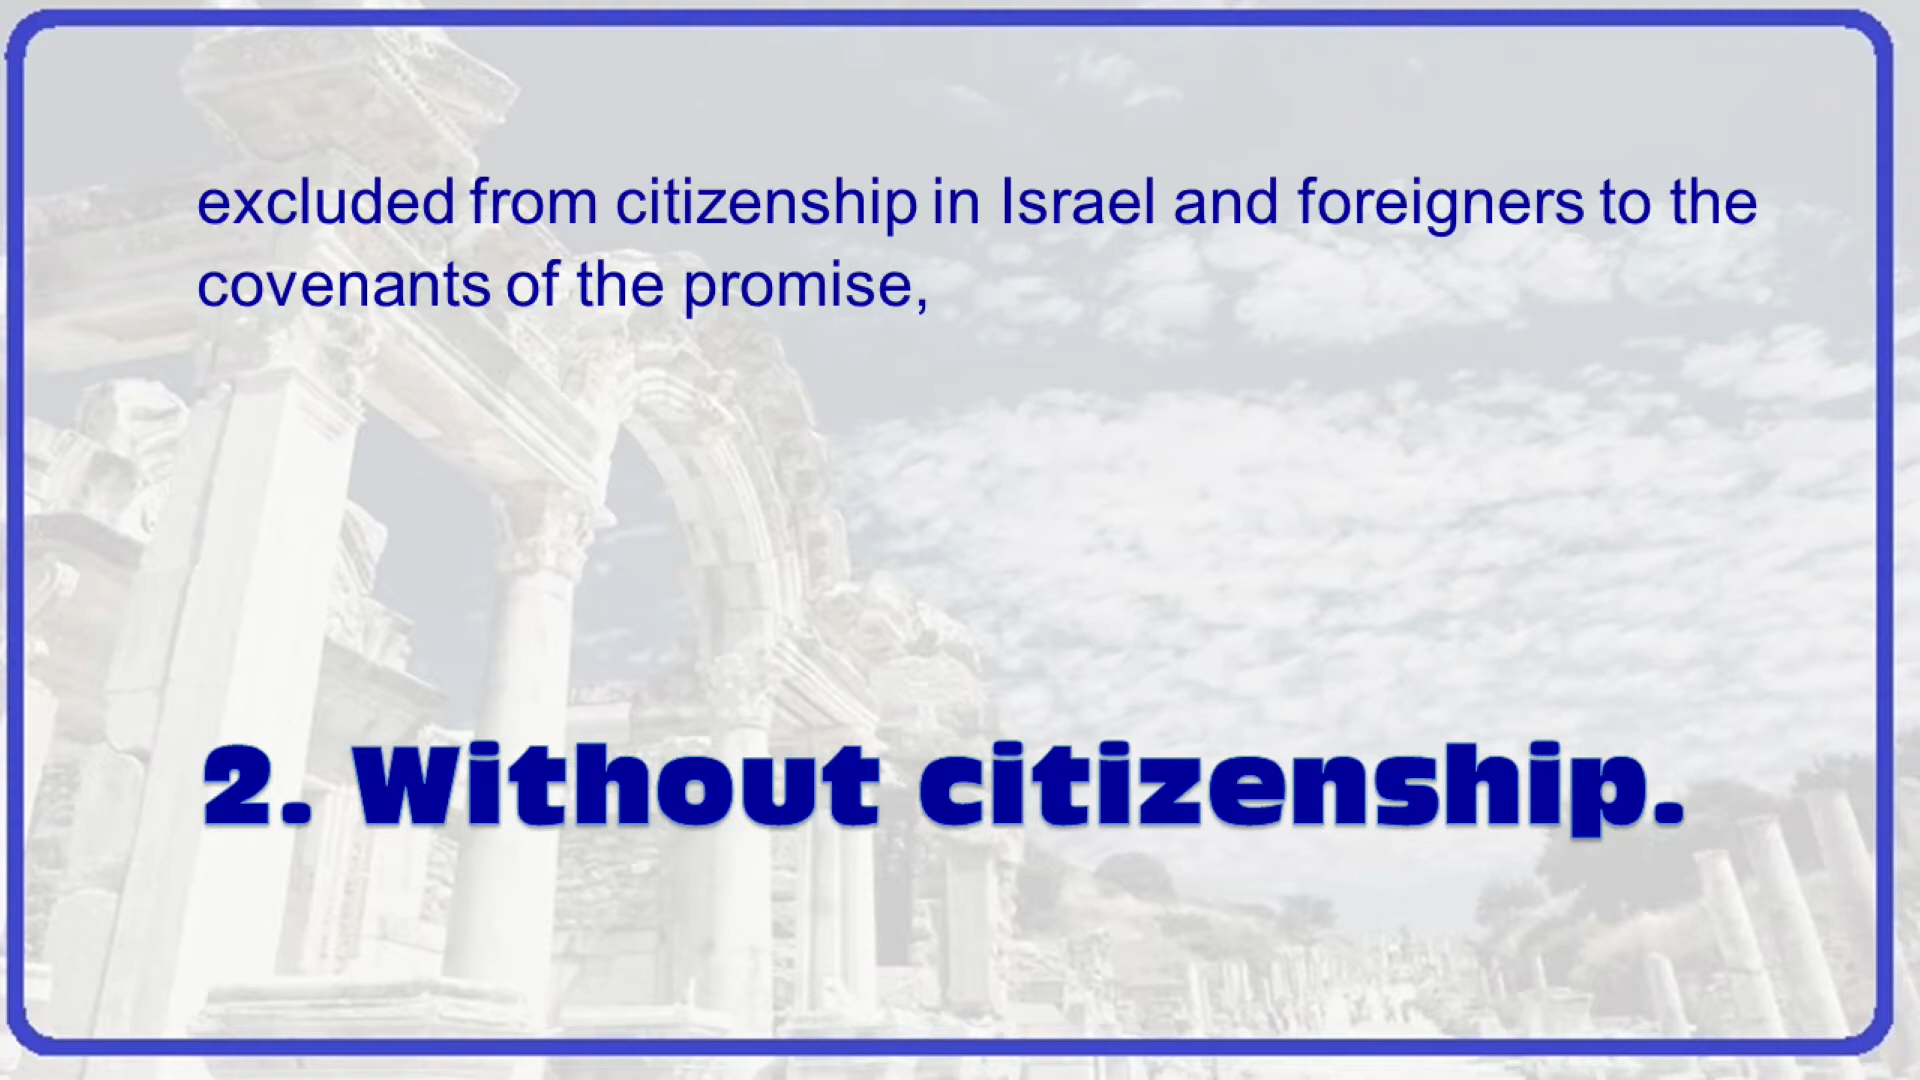 excluded from citizenship in Israel and foreigners to the
covenants of the promise,
2. Without citizenship.